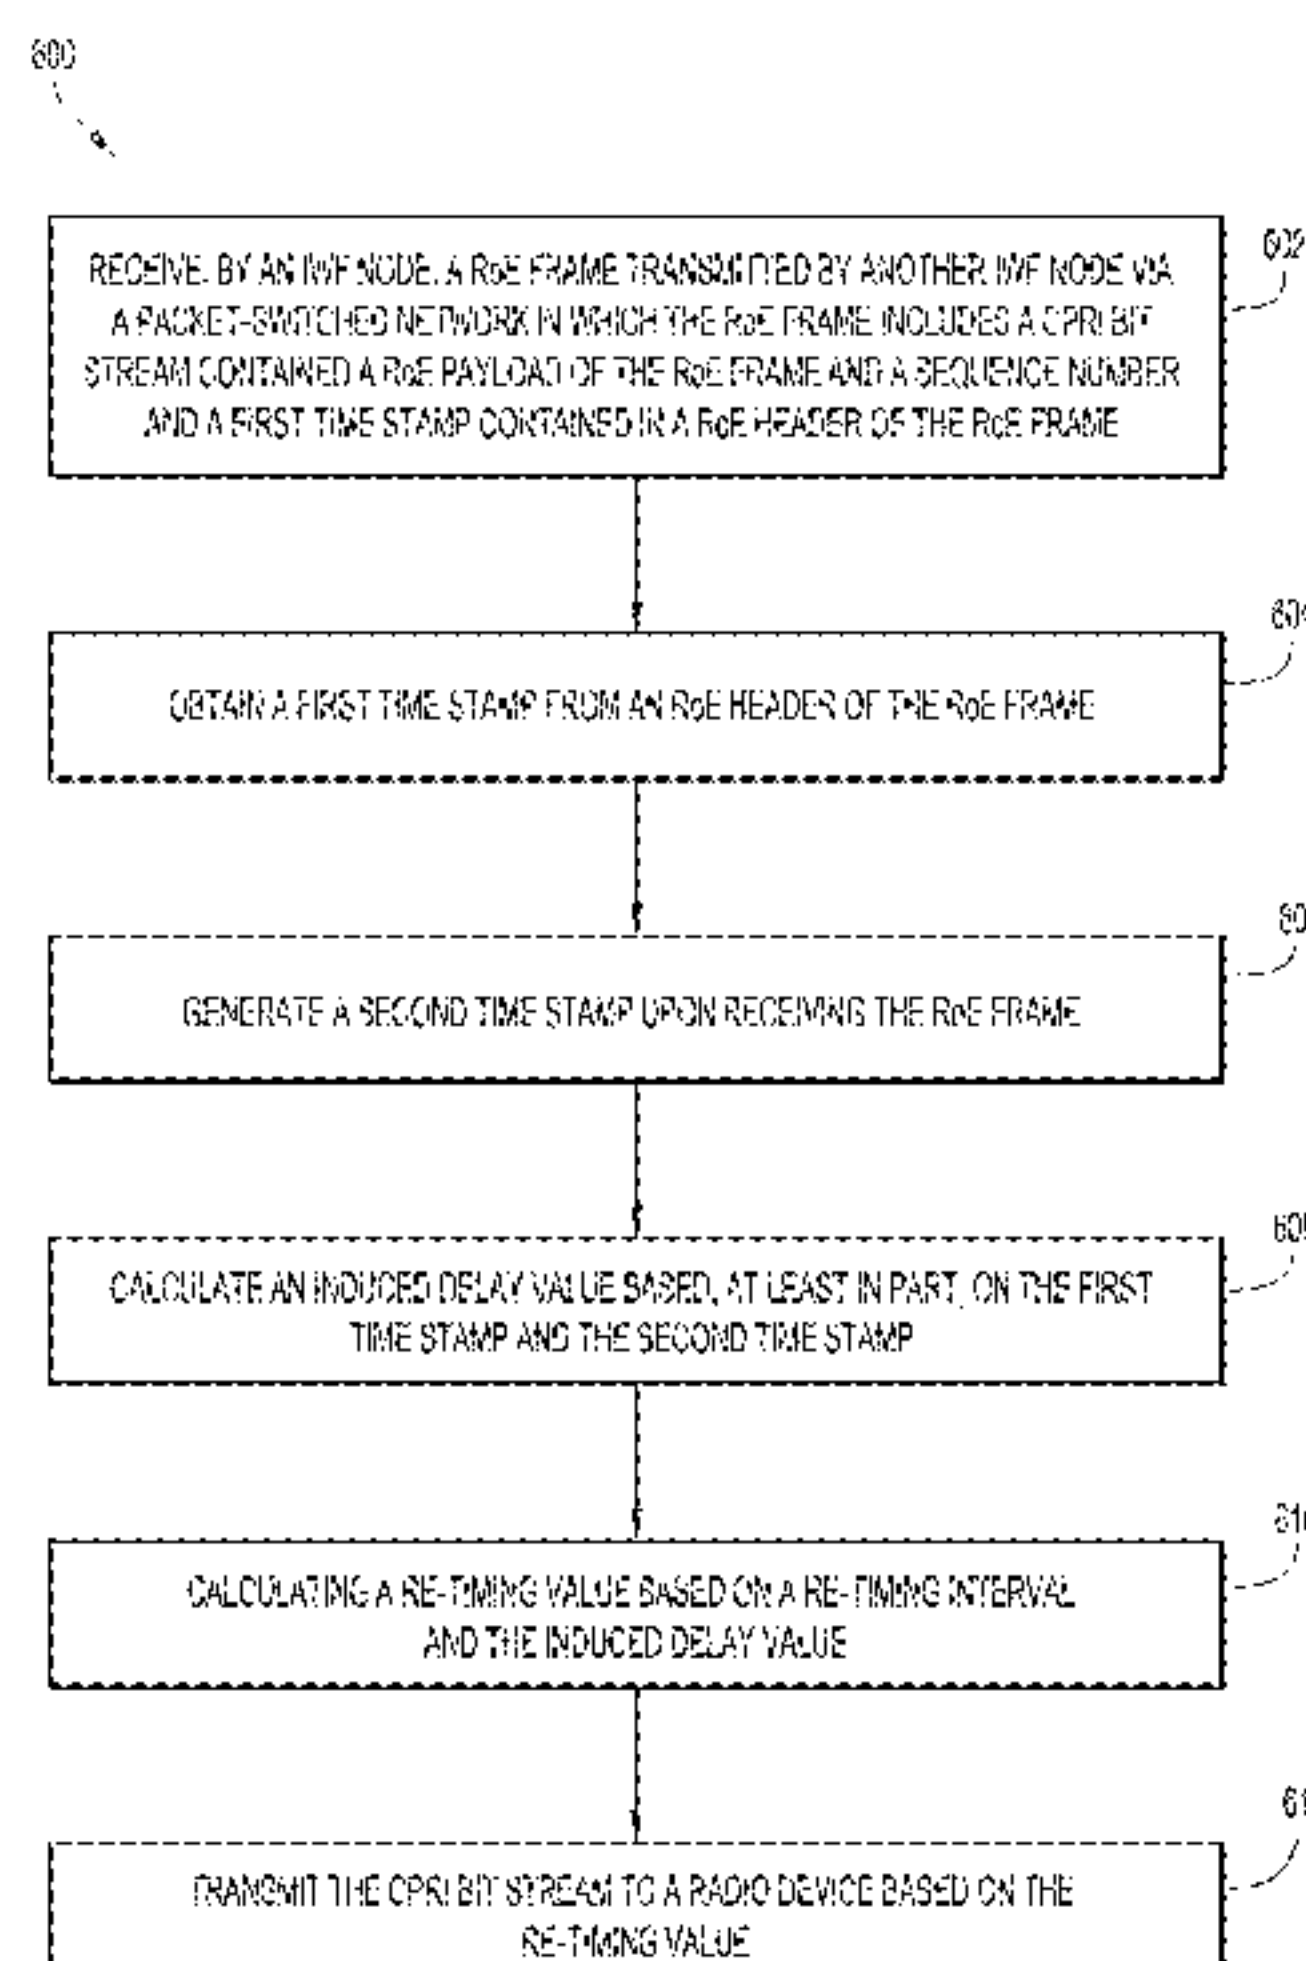 600
602
RECEIVE, BY AN IWF NODE, A RoE FRAME TRANSMITTED BY ANOTHER IWF NODE VIA
A PACKET-SWITCHED NETWORK IN WHICH THE RoE FRAME INCLUDES A CPRI BIT
STREAM CONTAINED A RoE PAYLOAD OF THE RoE FRAME AND A SEQUENCE NUMBER
AND A FIRST TIME STAMP CONTAINED IN A RoE HEADER OF THE RoE FRAME
604
OBTAIN A FIRST TIME STAMP FROM AN RoE HEADER OF THE RoE FRAME
60
GENERATE A SECOND TIME STAMP UPON RECEIVING THE RoE FRAME
60
CALCULATE AN INDUCED DELAY VALUE BASED, AT LEAST IN PART, ON THE FIRST
TIME STAMP AND THE SECOND TIME STAMP
61
CALCULATING A RE-TIMING VALUE BASED ON A RE-TIMING INTERVAL
AND THE INDUCED DELAY VALUE
61
TRANSMIT THE CPRI BIT STREAM TO A RADIO DEVICE BASED ON THE
RE-TIMING VALUE